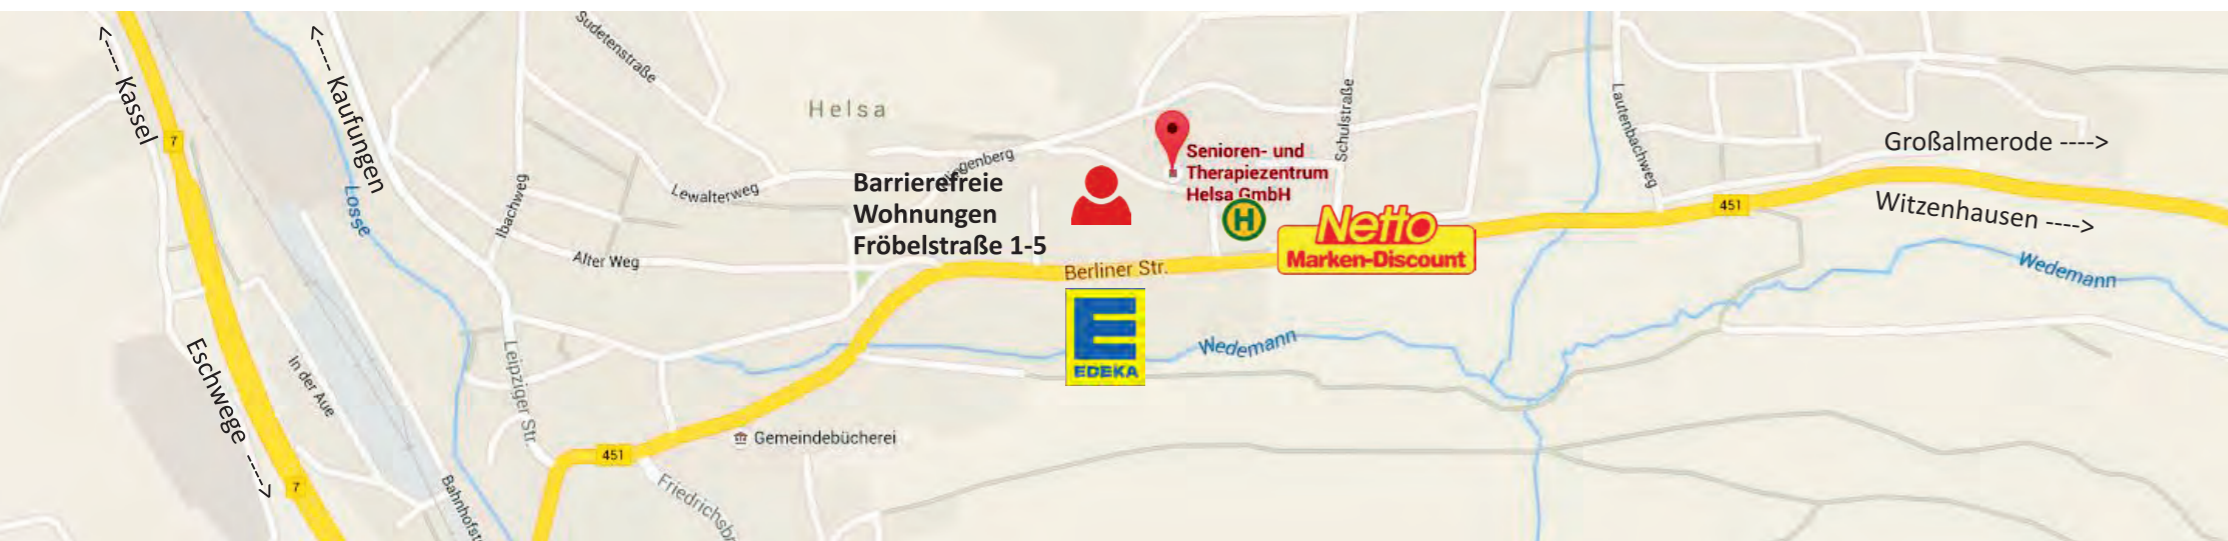 <----- Kassel
<----- Kaufungen
Sudetenstraße
Helsa
7
Losse
Ibachweg
Lewalterweg
Alter Weg
Barrierefreie
Wohnungen
Fröbelstraße 1-5
Senioren- und
Therapiezentrum
Helsa GmbH
H
Schulstraße
Netto
Marken-Discount
Berliner Str.
EDEKA
Lautenbachweg
451
Großalmerode ---->
Witzenhausen ---->
Wedemann
Wedemann
Eschwege ----->
In der Aue
7
Leipziger Str.
451
Gemeindebücherei